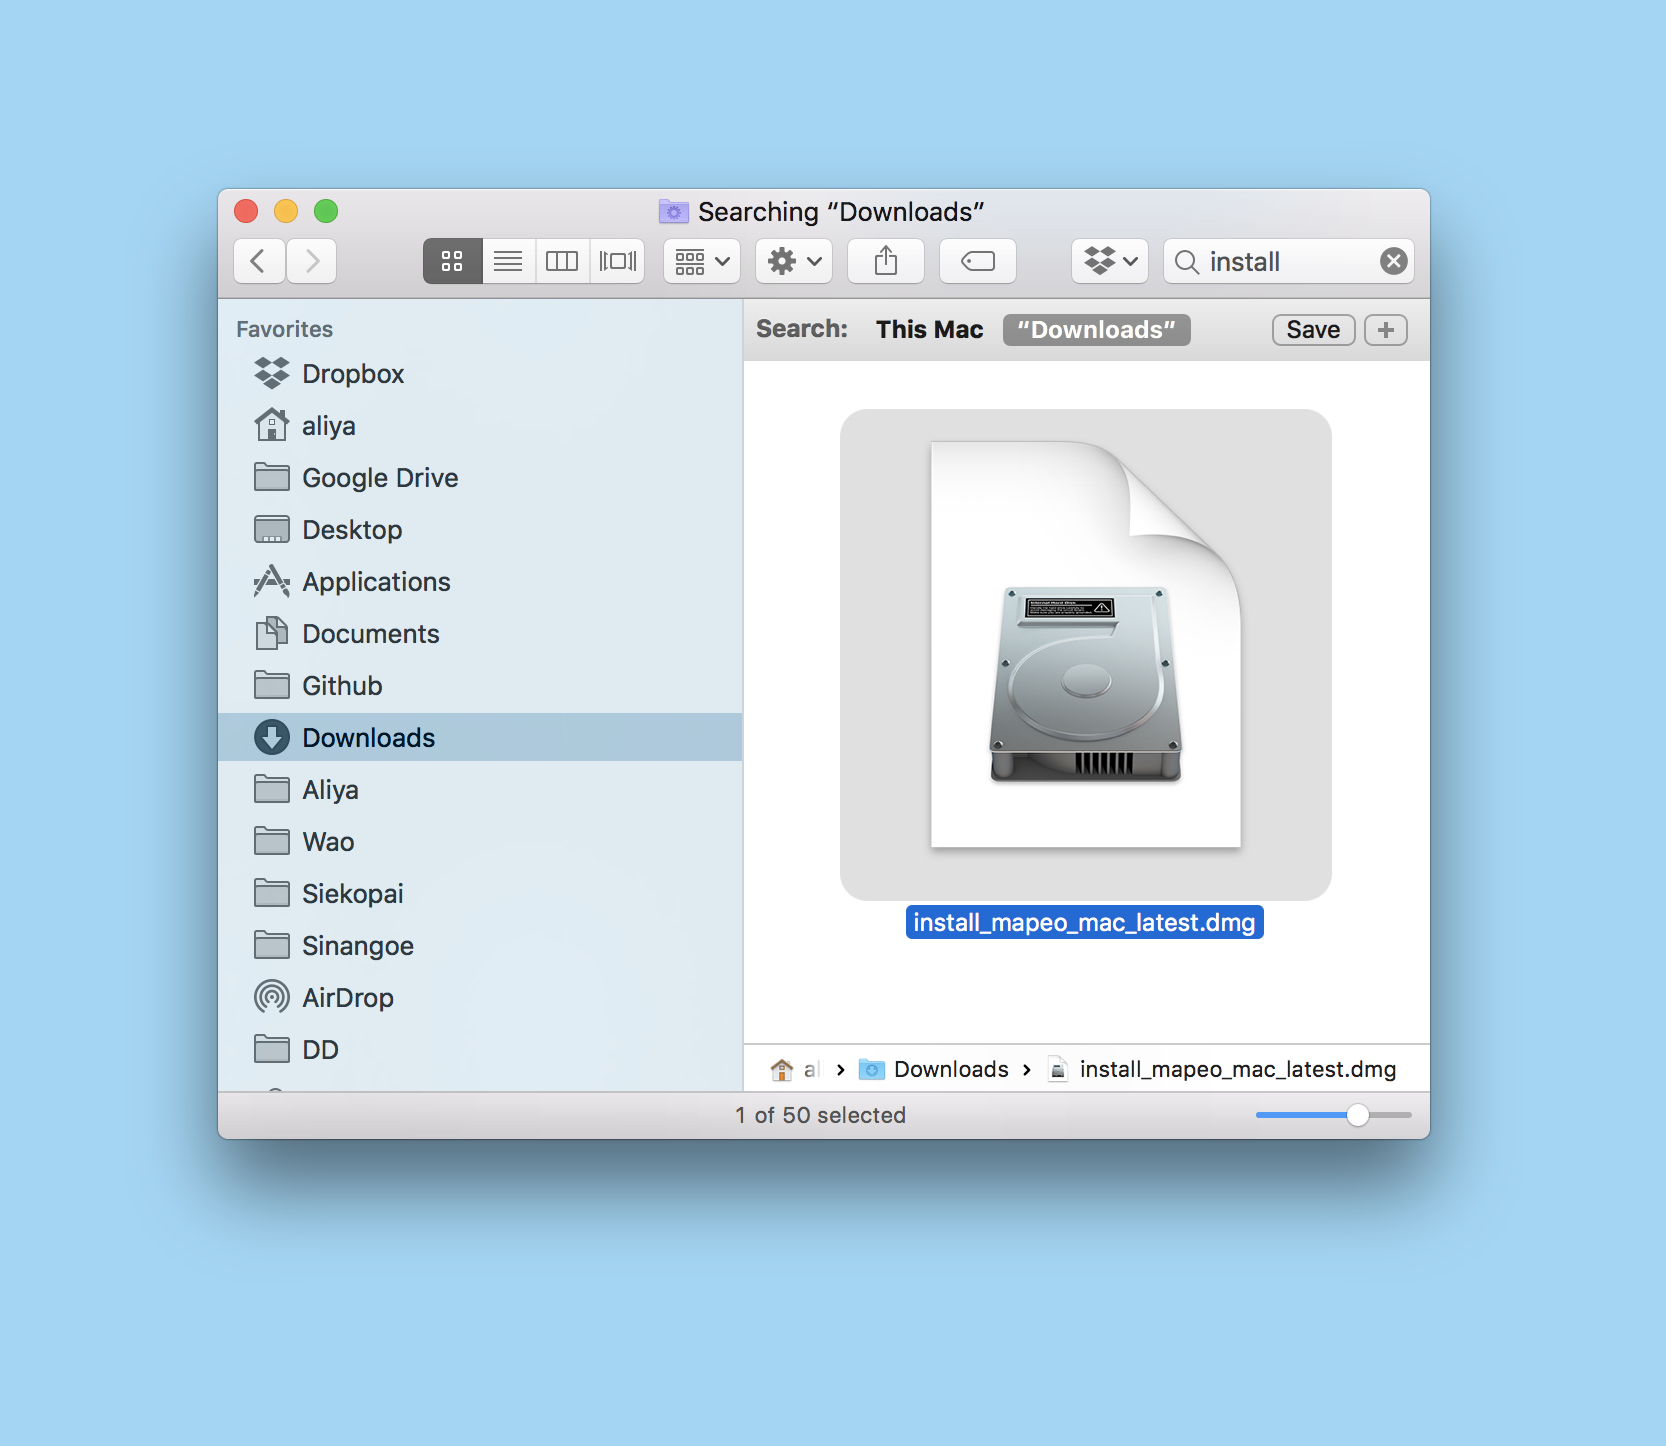 Searching “Downloads”
install
Favorites
Dropbox
aliya
Google Drive
Desktop
Applications
Documents
Github
Downloads
Aliya
Wao
Siekopai
Sinangoe
AirDrop
DD
Search: This Mac “Downloads” Save +
install_mapeo_mac_latest.dmg
al › Downloads › install_mapeo_mac_latest.dmg
1 of 50 selected